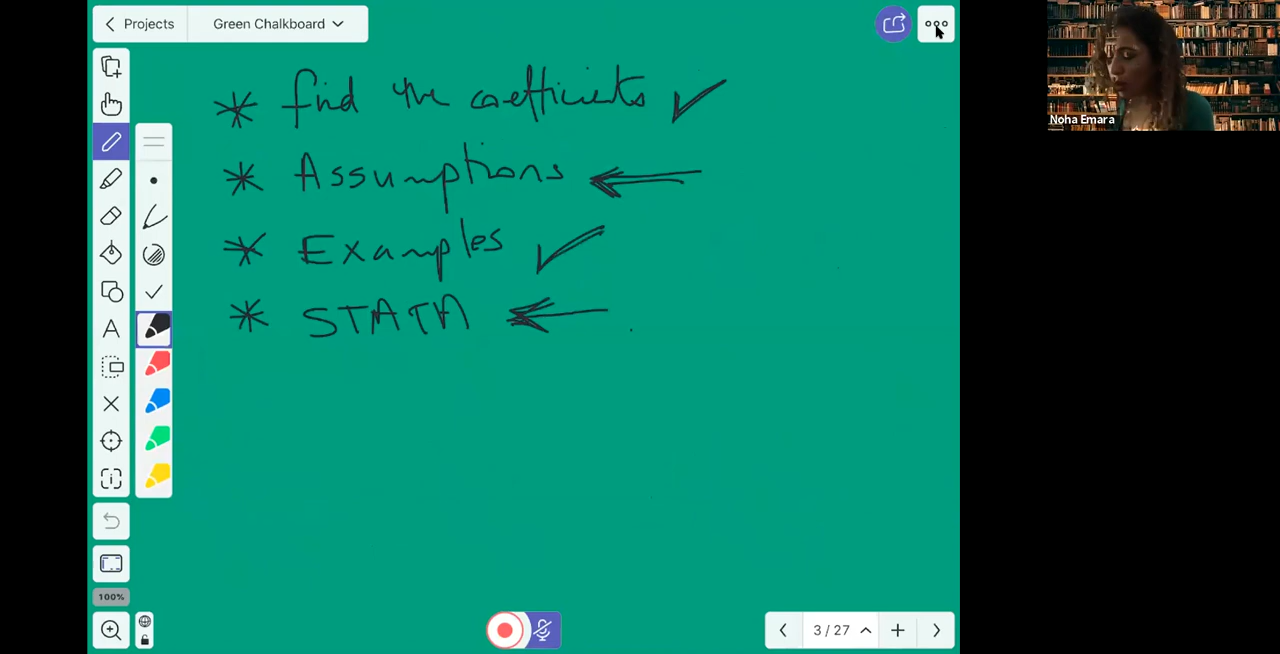 Projects
Green Chalkboard
Noha Emara
* find the coefficients ✓
* Assumptions ⇐
* Examples ✓
* STATA ⇐
A
100%
3 / 27